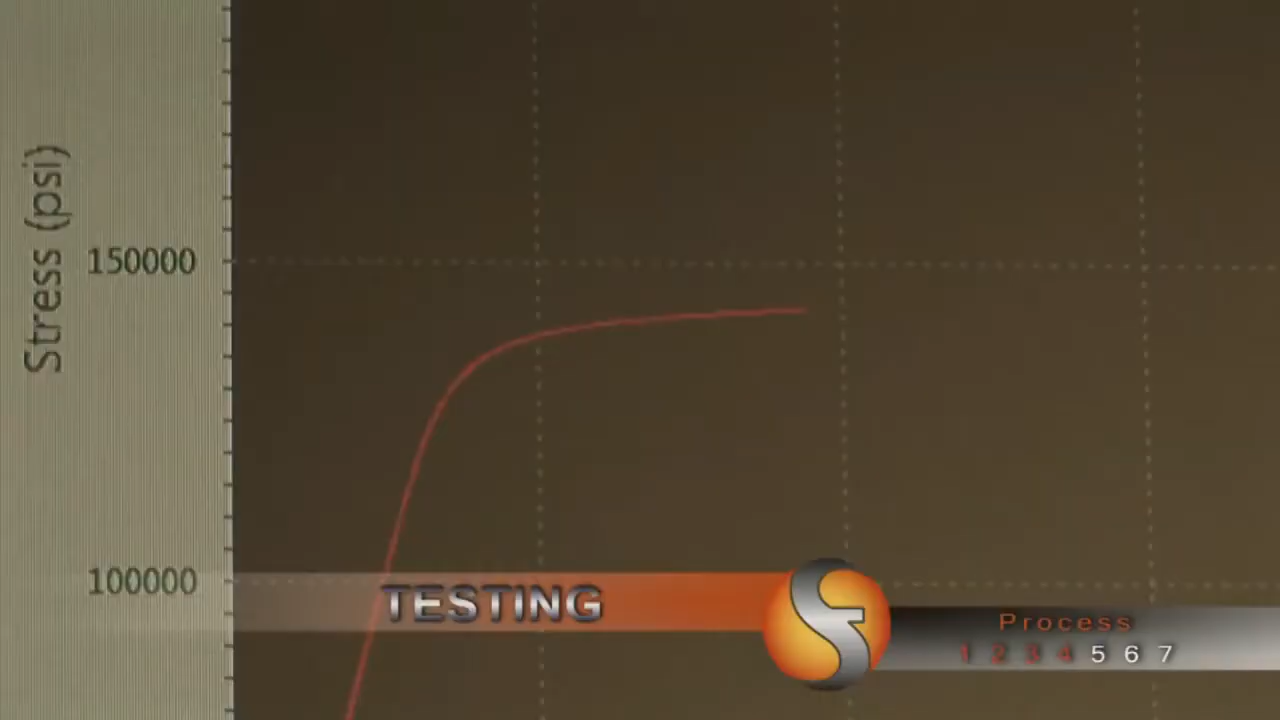 Stress (psi)
150000
100000
TESTING
Process
1 2 3 4 5 6 7